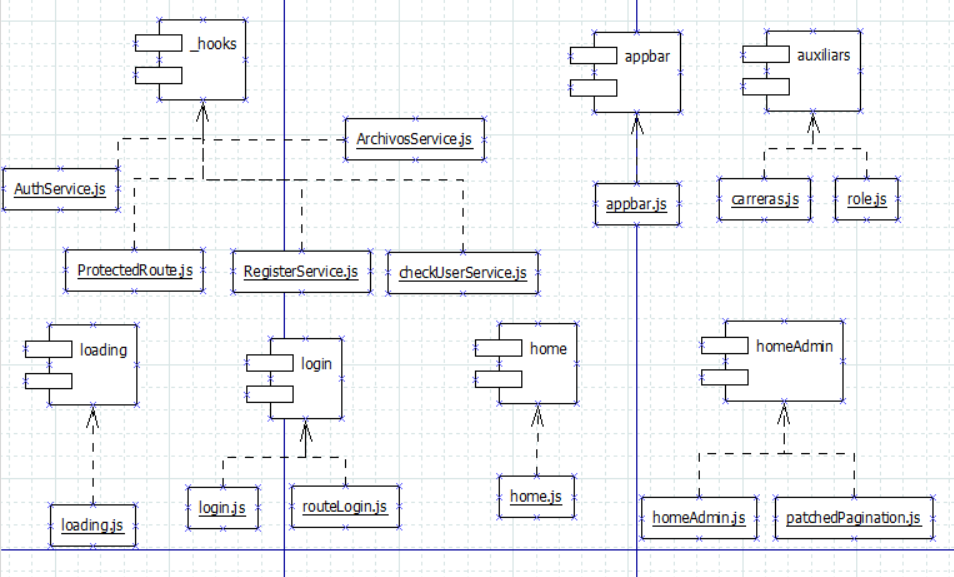 _hooks
appbar
auxiliars
ArchivosService.js
AuthService.js
appbar.js
carreras.js
role.js
ProtectedRoute.js
RegisterService.js
checkUserService.js
loading
login
home
homeAdmin
loading.js
login.js
routeLogin.js
home.js
homeAdmin.js
patchedPagination.js